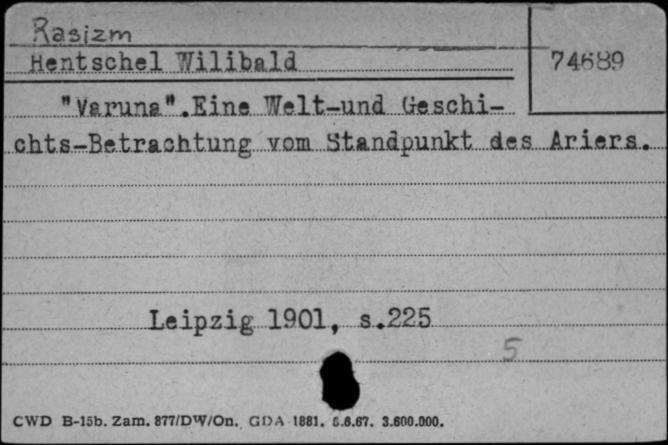 Rasizm
Hentschel Wilibald
74689
"Varuna".Eine Welt-und Geschi-
chts-Betrachtung vom Standpunkt des Ariers.
Leipzig 1901, s.225
5
CWD B-15b. Zam. 877/DW/On. GDA 1881. 6.6.67. 3.600.000.